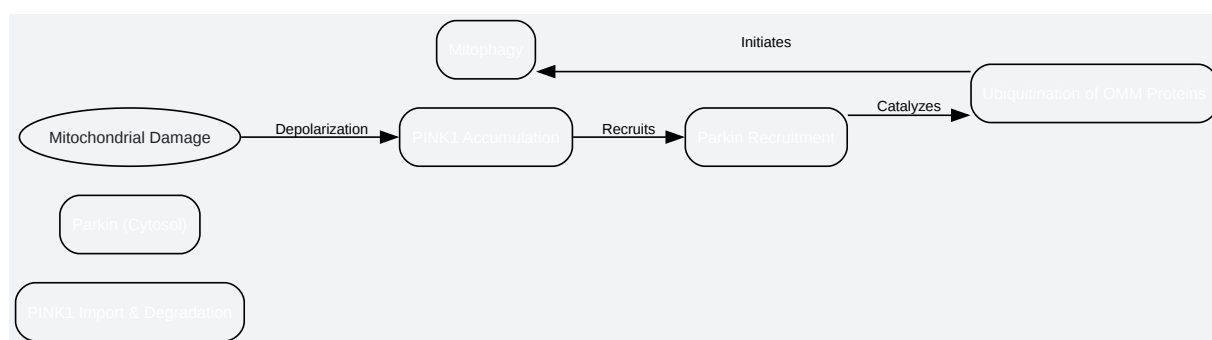 Mitophagy
Initiates
Ubiquitination of OMM Proteins
Catalyzes
Mitochondrial Damage
Depolarization
PINK1 Accumulation
Recruits
Parkin Recruitment
Parkin (Cytosol)
PINK1 Import & Degradation